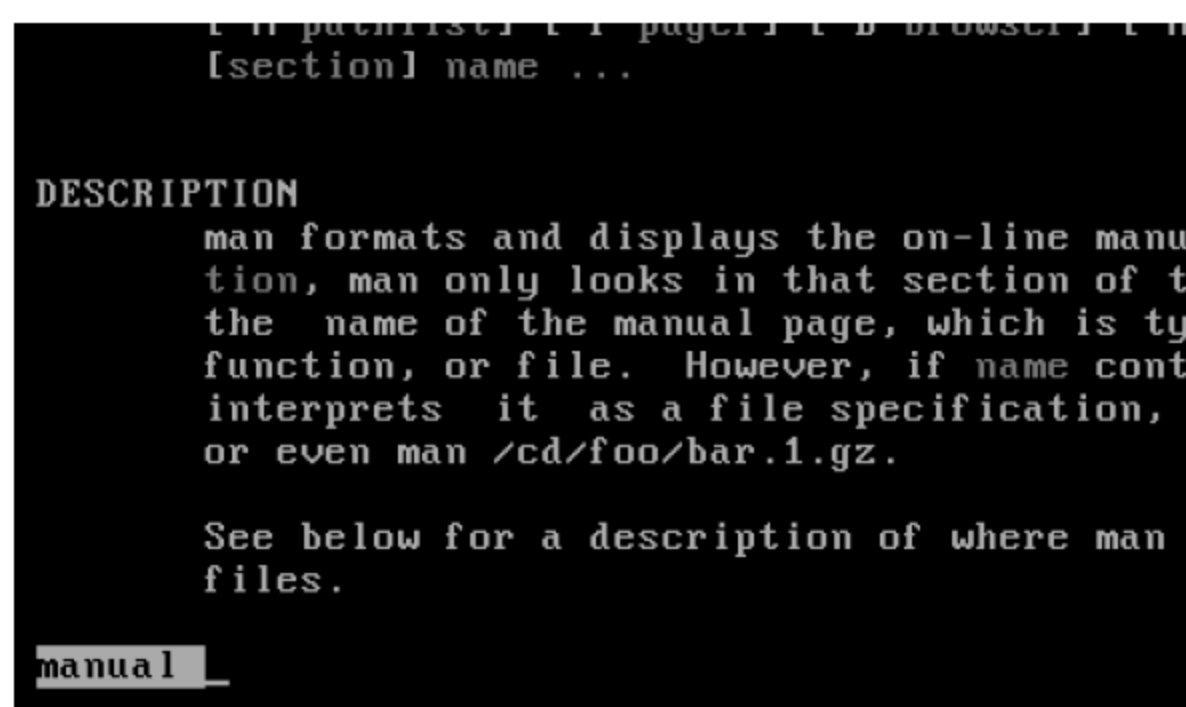 pathlist] [ P pager] [ B browser] [
[section] name ...
DESCRIPTION
man formats and displays the on-line manu
tion, man only looks in that section of t
the name of the manual page, which is ty
function, or file. However, if name cont
interprets it as a file specification,
or even man /cd/foo/bar.1.gz.
See below for a description of where man
files.
manual _